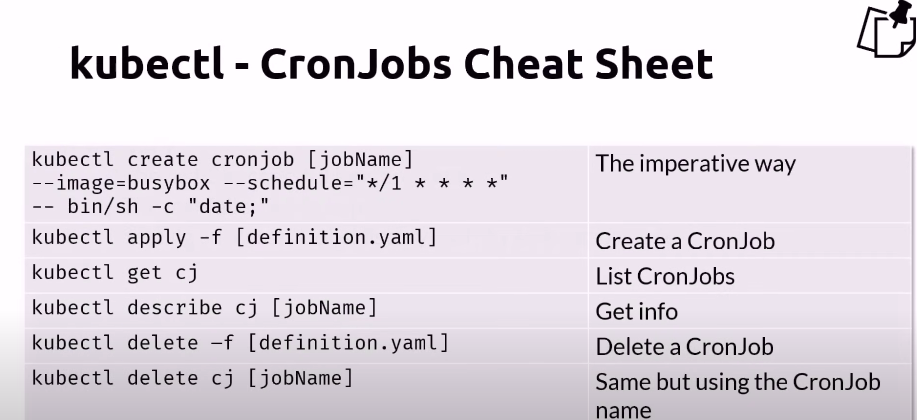 kubectl - CronJobs Cheat Sheet
kubectl create cronjob [jobName]
--image=busybox --schedule="*/1 * * * *"
-- bin/sh -c "date;"
The imperative way
kubectl apply -f [definition.yaml]
Create a CronJob
kubectl get cj
List CronJobs
kubectl describe cj [jobName]
Get info
kubectl delete –f [definition.yaml]
Delete a CronJob
kubectl delete cj [jobName]
Same but using the CronJob
name